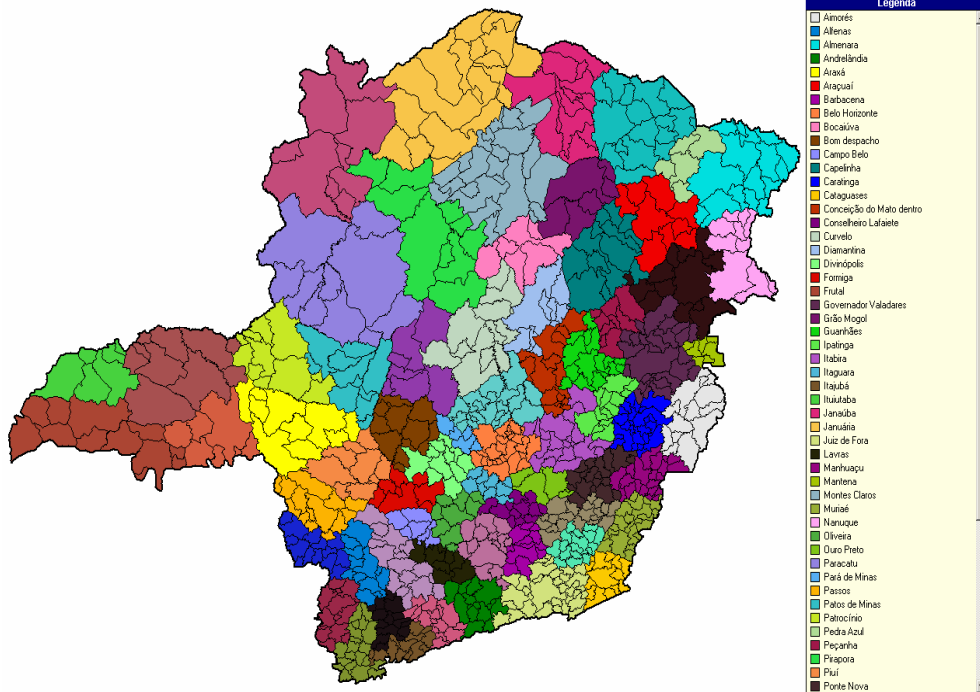 Legenda
Aimorés
Alfenas
Almenara
Andrelândia
Araxá
Araçuaí
Barbacena
Belo Horizonte
Bocaiúva
Bom despacho
Campo Belo
Capelinha
Caratinga
Cataguases
Conceição do Mato dentro
Conselheiro Lafaiete
Curvelo
Diamantina
Divinópolis
Formiga
Frutal
Governador Valadares
Grão Mogol
Guanhães
Ipatinga
Itabira
Itaguara
Itajubá
Ituiutaba
Janaúba
Januária
Juiz de Fora
Lavras
Manhuaçu
Mantena
Montes Claros
Muriaé
Nanuque
Oliveira
Ouro Preto
Paracatu
Pará de Minas
Passos
Patos de Minas
Patrocínio
Pedra Azul
Peçanha
Pirapora
Piuí
Ponte Nova